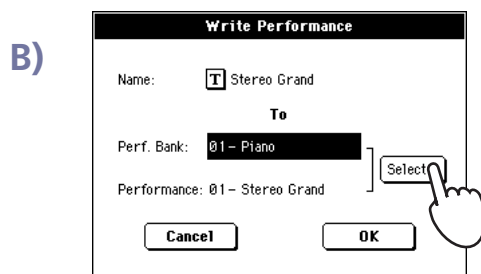 B)
Write Performance
Name: T Stereo Grand
To
Perf. Bank: 01- Piano
Select
Performance: 01- Stereo Grand
Cancel OK